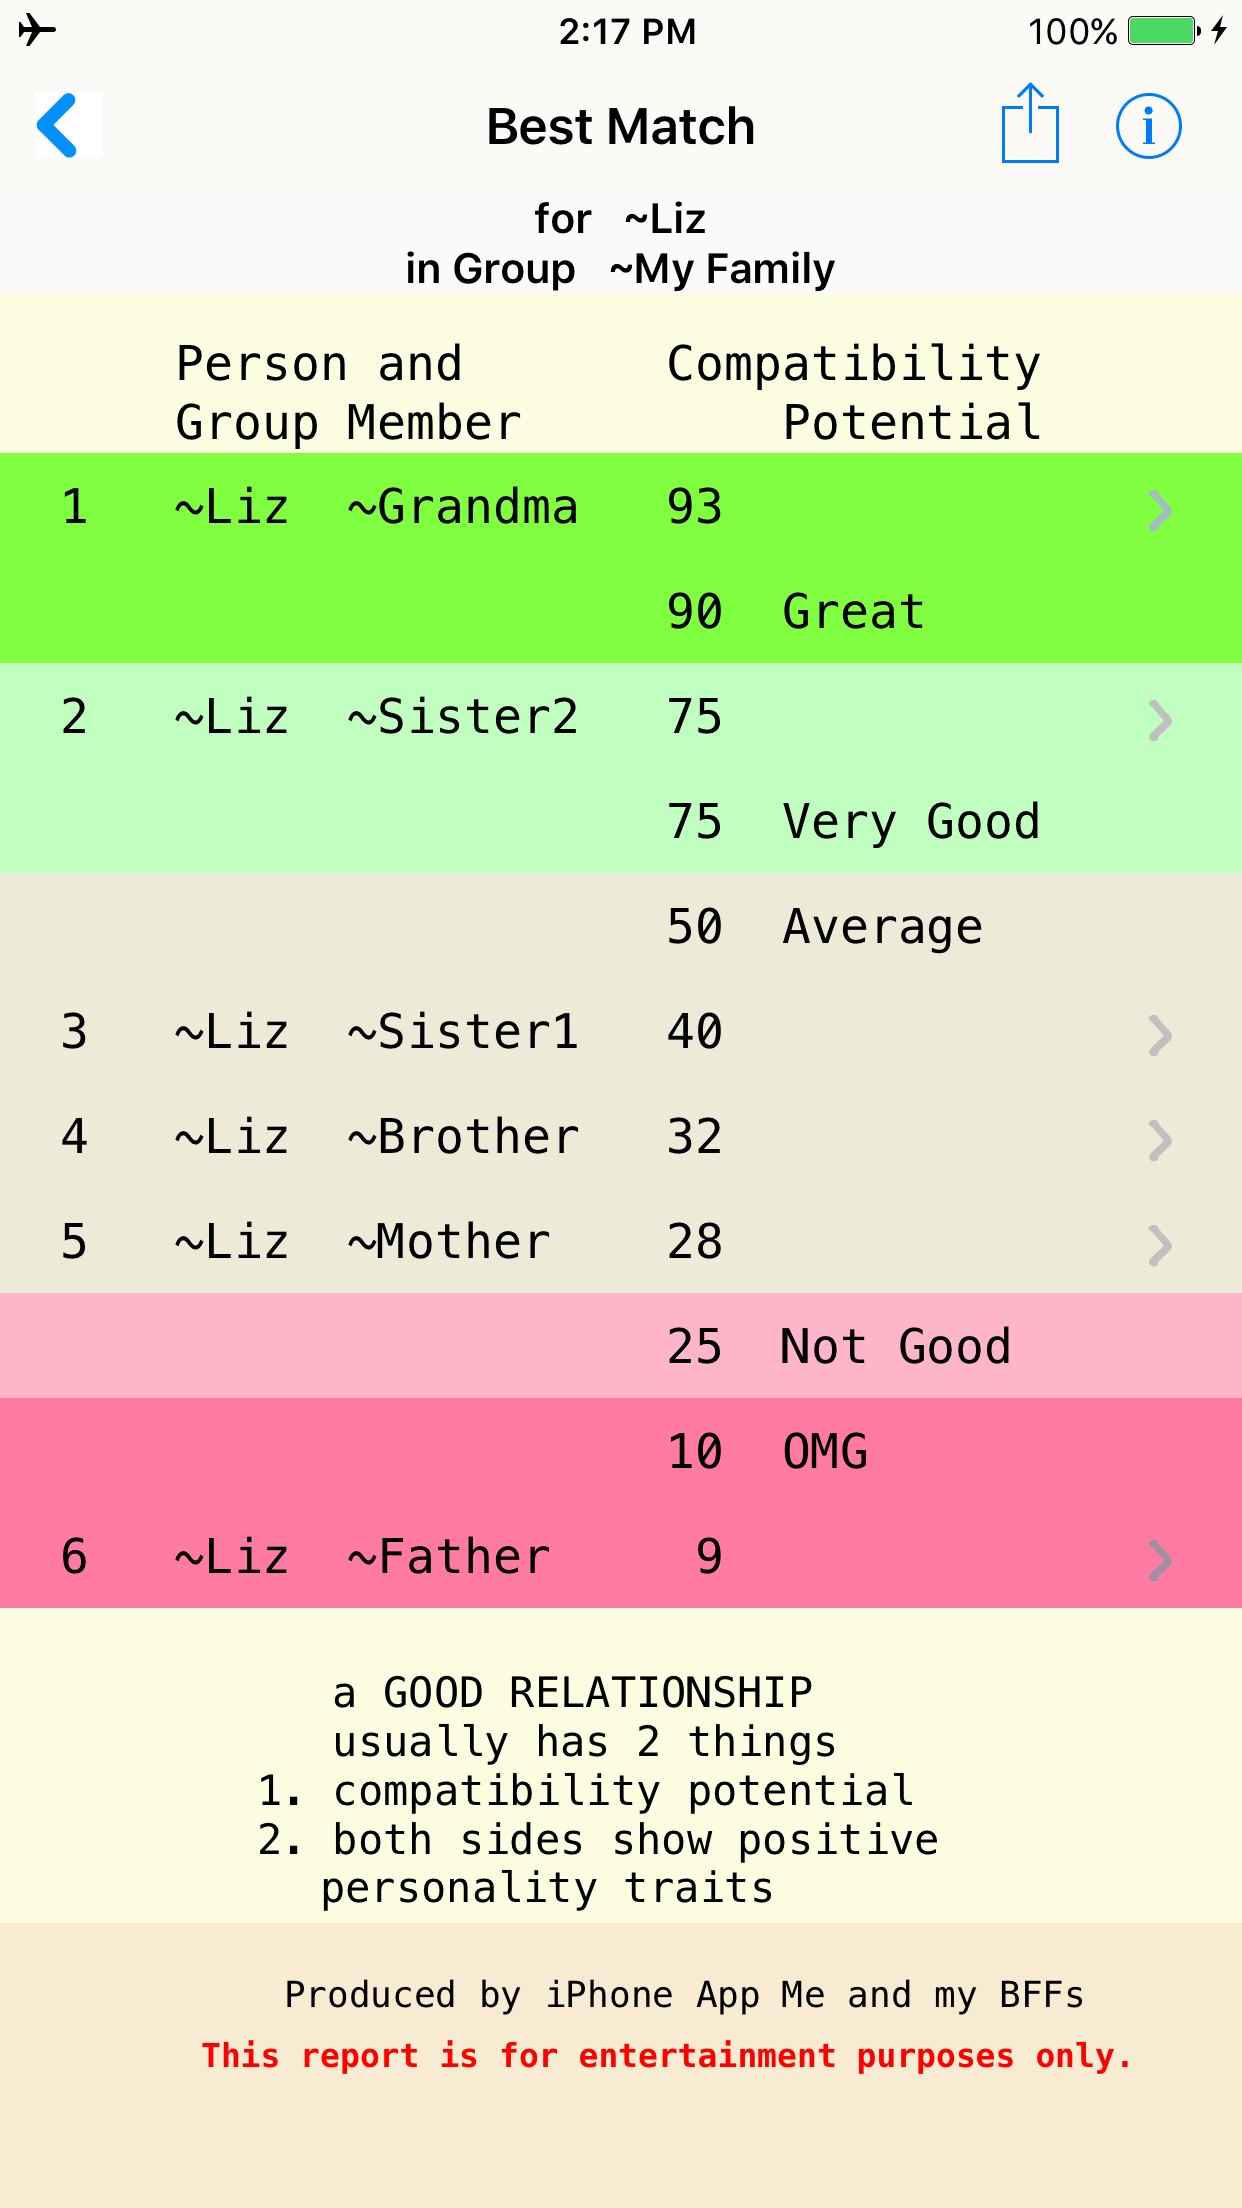 2:17 PM
100%
Best Match
for ~Liz
in Group ~My Family
Person and Compatibility
Group Member Potential
1 ~Liz ~Grandma 93
90 Great
2 ~Liz ~Sister2 75
75 Very Good
50 Average
3 ~Liz ~Sister1 40
4 ~Liz ~Brother 32
5 ~Liz ~Mother 28
25 Not Good
10 OMG
6 ~Liz ~Father 9
a GOOD RELATIONSHIP
usually has 2 things
1. compatibility potential
2. both sides show positive
personality traits
Produced by iPhone App Me and my BFFs
This report is for entertainment purposes only.